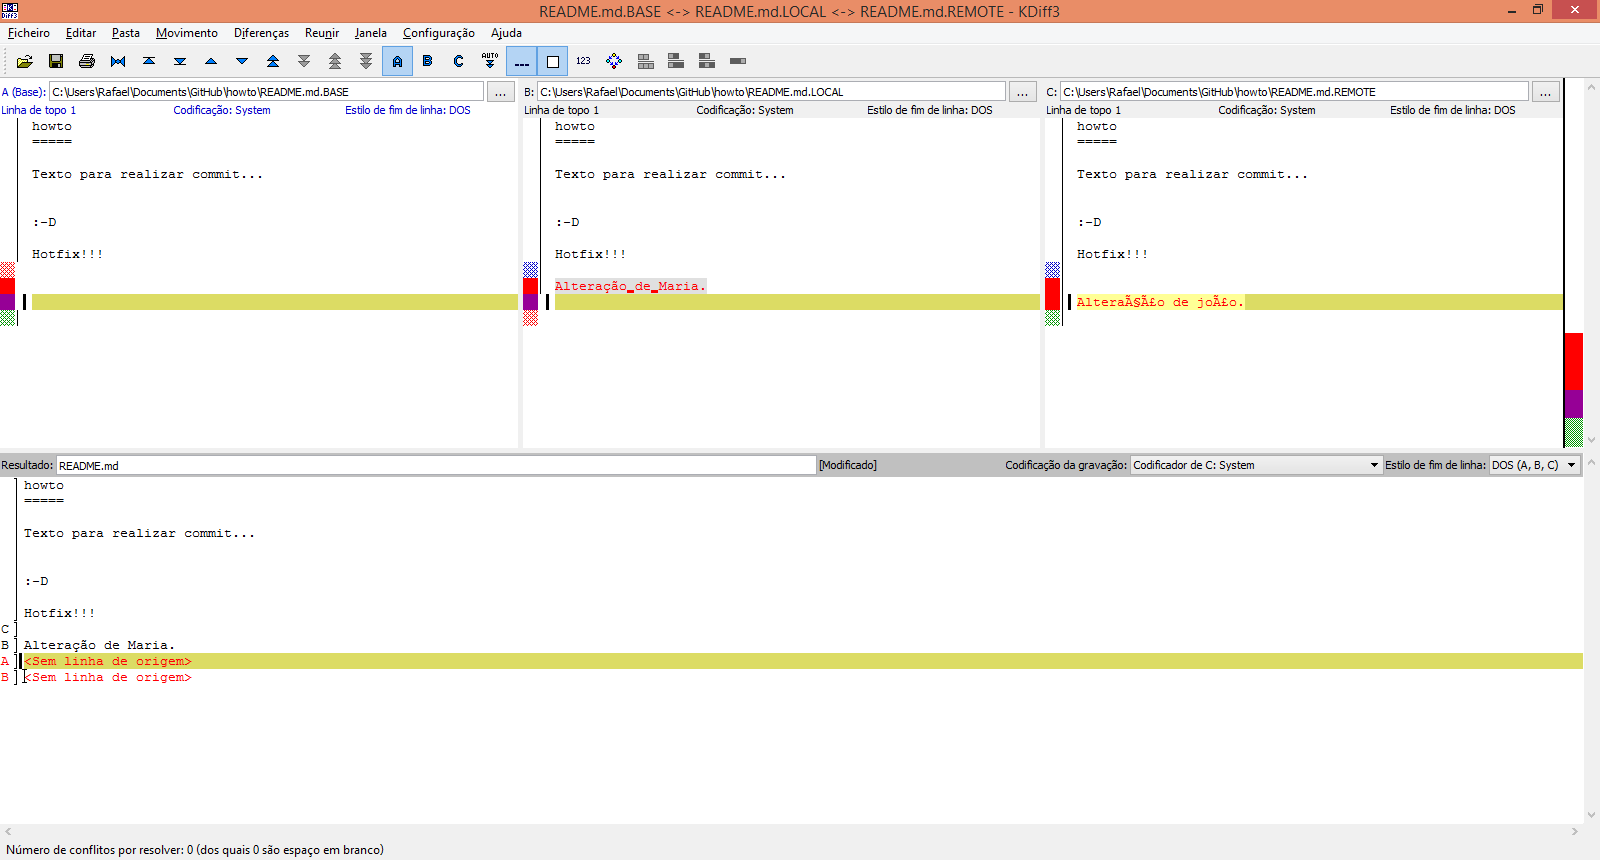 README.md.BASE <-> README.md.LOCAL <-> README.md.REMOTE - KDiff3
Ficheiro Editar Pasta Movimento Diferenças Reunir Janela Configuração Ajuda
A B C AUTO 123
A (Base): C:\Users\Rafael\Documents\GitHub\howto\README.md.BASE ...
Linha de topo 1 Codificação: System Estilo de fim de linha: DOS
howto
=====
Texto para realizar commit...
:-D
Hotfix!!!
B: C:\Users\Rafael\Documents\GitHub\howto\README.md.LOCAL ...
Linha de topo 1 Codificação: System Estilo de fim de linha: DOS
howto
=====
Texto para realizar commit...
:-D
Hotfix!!!
Alteração_de_Maria.
C: C:\Users\Rafael\Documents\GitHub\howto\README.md.REMOTE ...
Linha de topo 1 Codificação: System Estilo de fim de linha: DOS
howto
=====
Texto para realizar commit...
:-D
Hotfix!!!
AlteraÃ§Ã£o de joÃ£o.
Resultado: README.md [Modificado] Codificação da gravação: Codificador de C: System Estilo de fim de linha: DOS (A, B, C)
howto
=====
Texto para realizar commit...
:-D
Hotfix!!!
C
B Alteração de Maria.
A <Sem linha de origem>
B <Sem linha de origem>
Número de conflitos por resolver: 0 (dos quais 0 são espaço em branco)